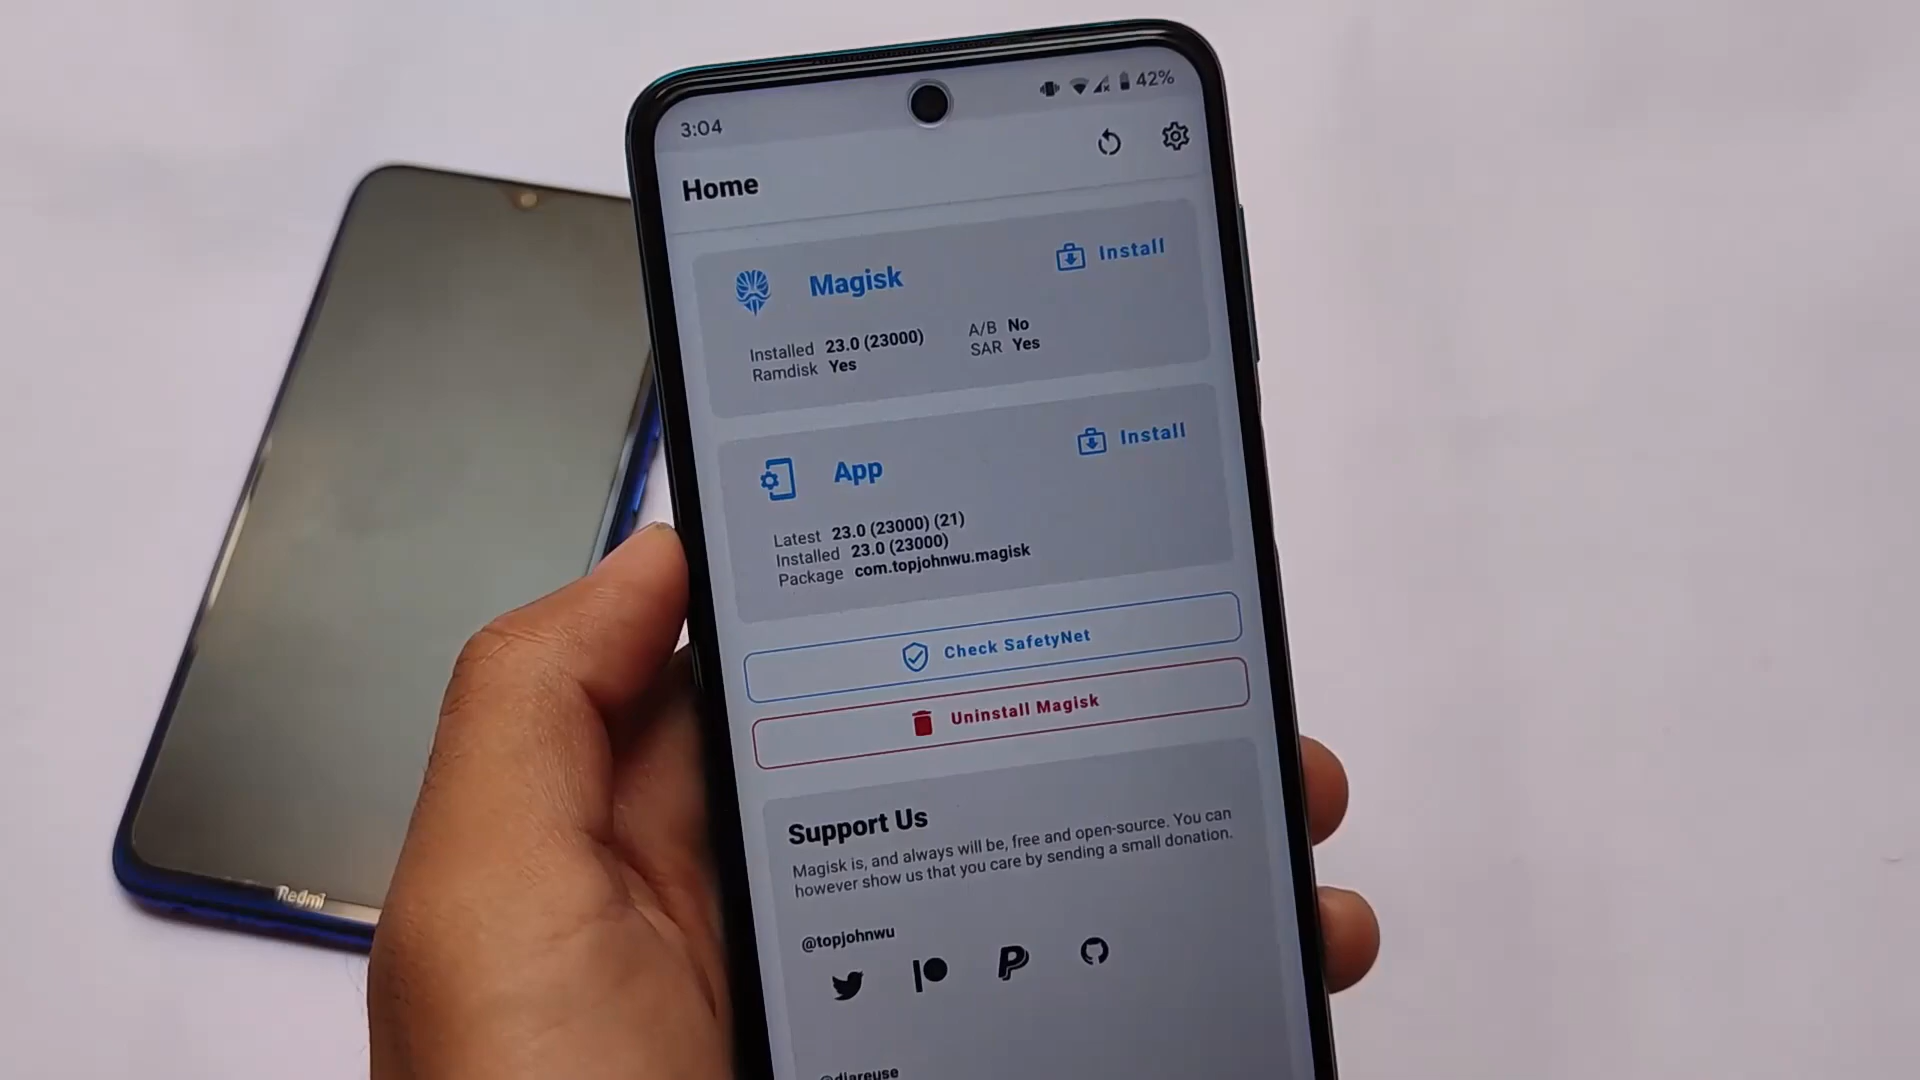 3:04
42%
Home
Magisk
Install
Installed 23.0 (23000)
A/B No
Ramdisk Yes
SAR Yes
App
Install
Latest 23.0 (23000) (21)
Installed 23.0 (23000)
Package com.topjohnwu.magisk
Check SafetyNet
Uninstall Magisk
Support Us
Magisk is, and always will be, free and open-source. You can
however show us that you care by sending a small donation.
@topjohnwu
@diareuse
Redmi